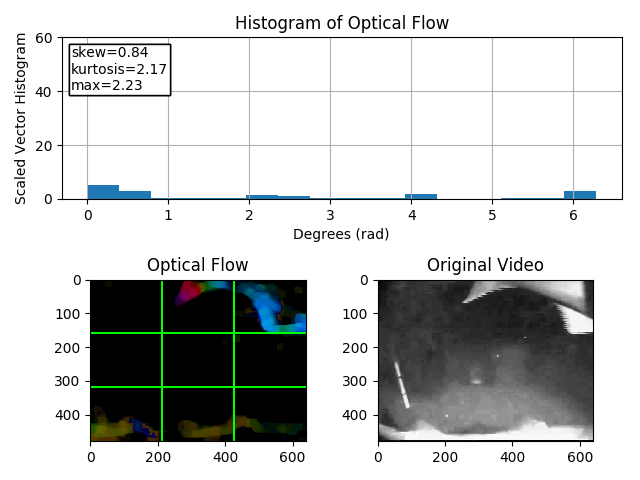 Histogram of Optical Flow
Scaled Vector Histogram
60
40
20
0
skew=0.84
kurtosis=2.17
max=2.23
0 1 2 3 4 5 6
Degrees (rad)
Optical Flow
0
100
200
300
400
0 200 400 600
Original Video
0
100
200
300
400
0 200 400 600